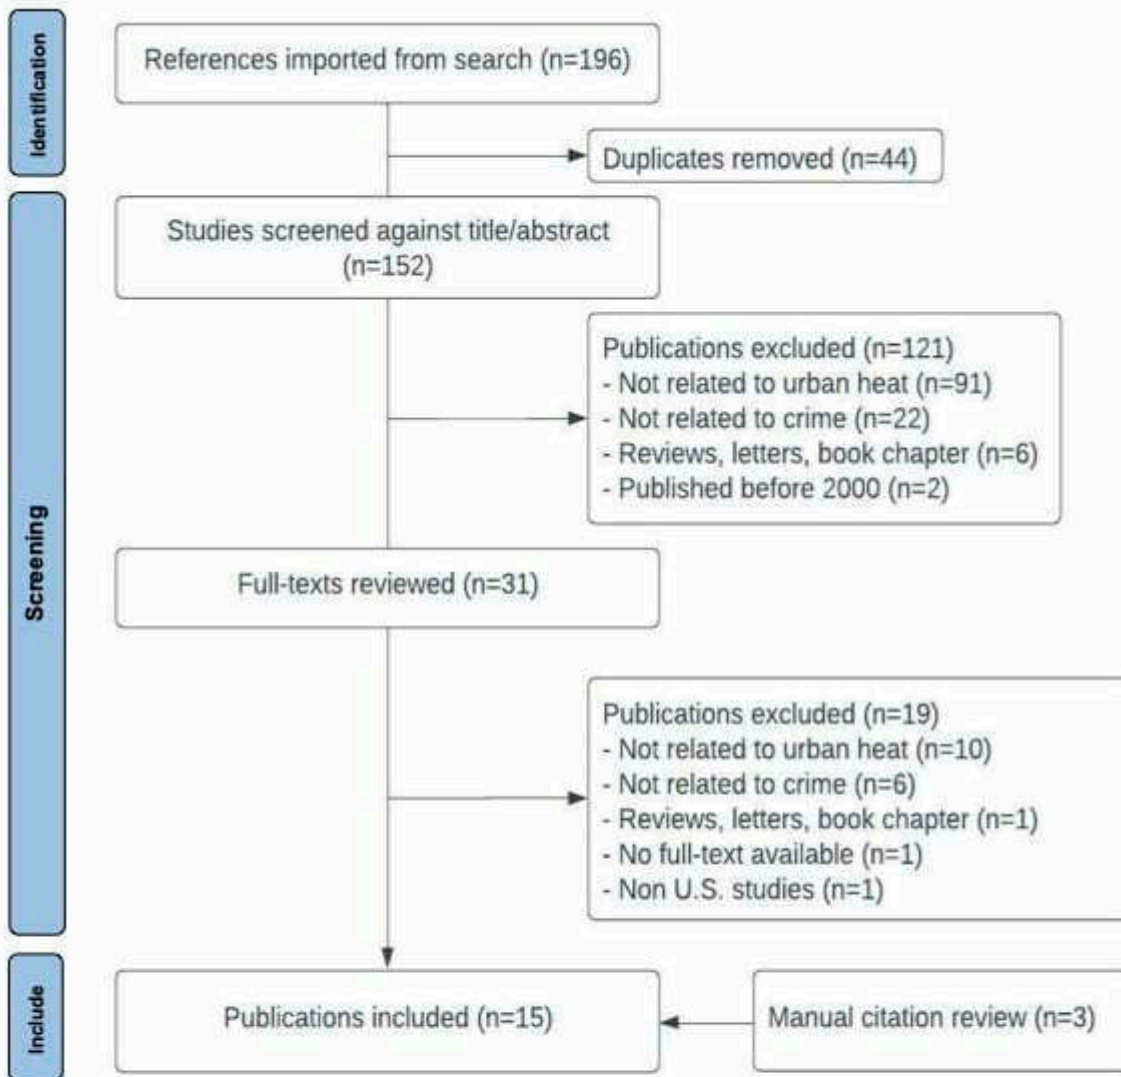 Identification
References imported from search (n=196)
Duplicates removed (n=44)
Screening
Studies screened against title/abstract
(n=152)
Publications excluded (n=121)
- Not related to urban heat (n=91)
- Not related to crime (n=22)
- Reviews, letters, book chapter (n=6)
- Published before 2000 (n=2)
Full-texts reviewed (n=31)
Publications excluded (n=19)
- Not related to urban heat (n=10)
- Not related to crime (n=6)
- Reviews, letters, book chapter (n=1)
- No full-text available (n=1)
- Non U.S. studies (n=1)
Include
Publications included (n=15)
Manual citation review (n=3)